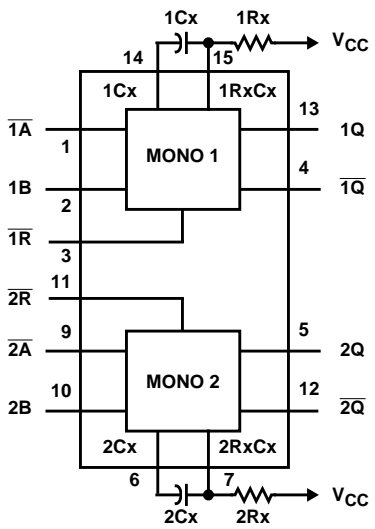 1Cx 1Rx
14 15 VCC
1Cx 1RxCx
1A 13 1Q
1
MONO 1
1B 4 1Q
2
1R
3
2R 11
2A 9 5 2Q
MONO 2
2B 10 12 2Q
2Cx 2RxCx
6 7 VCC
2Cx 2Rx